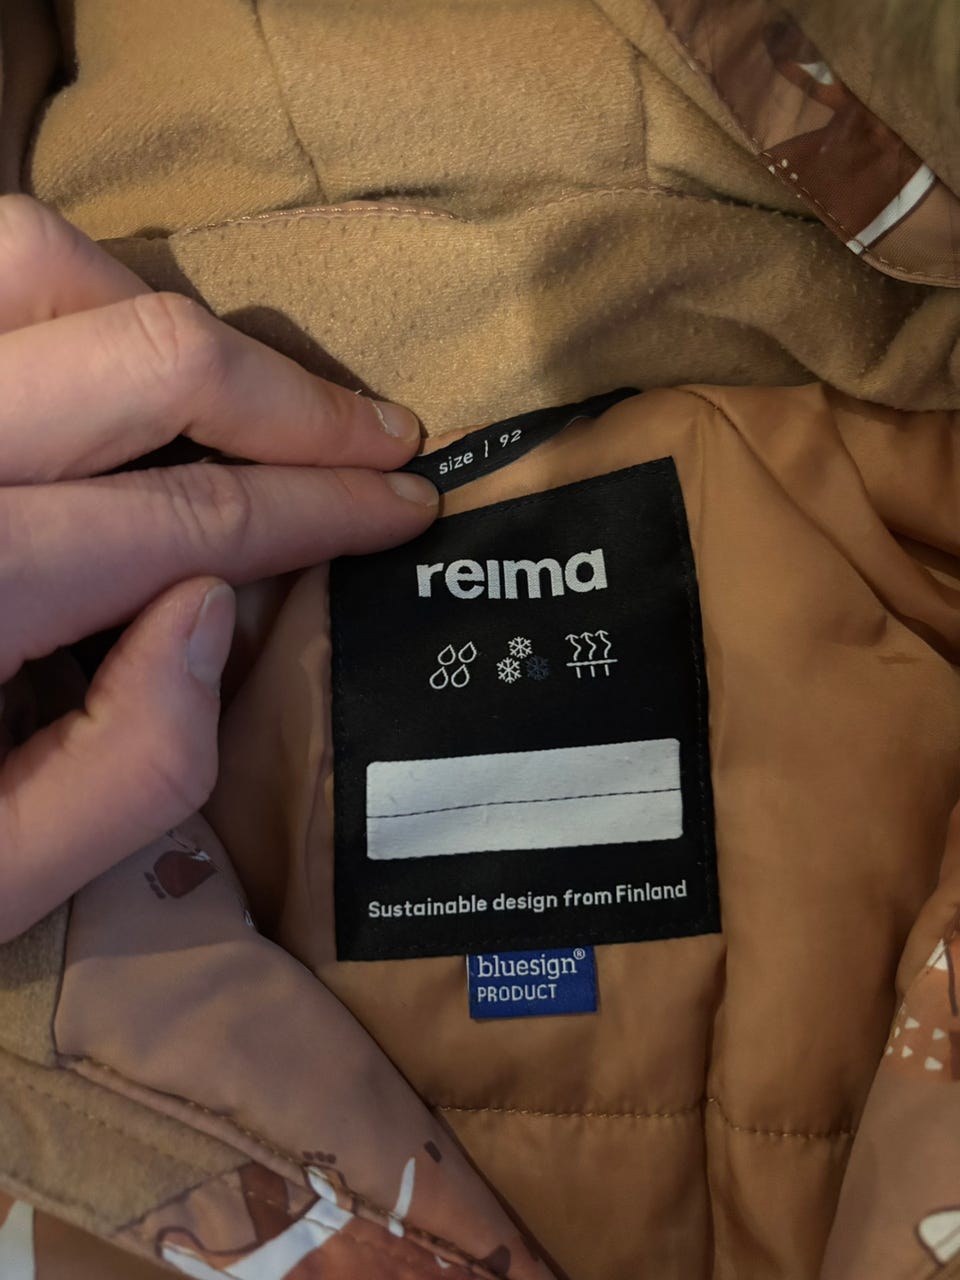 size | 92
reima
Sustainable design from Finland
bluesign®
PRODUCT